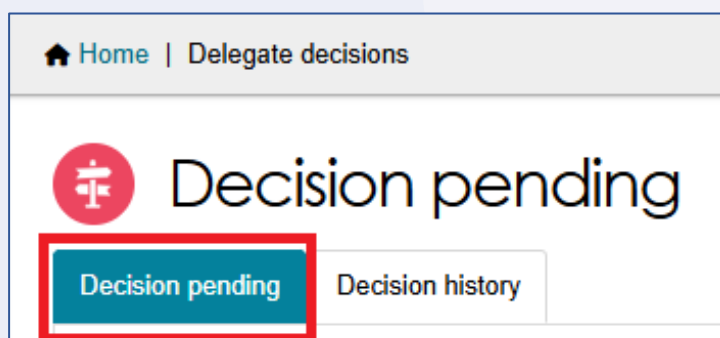 Home | Delegate decisions
Decision pending
Decision pending Decision history